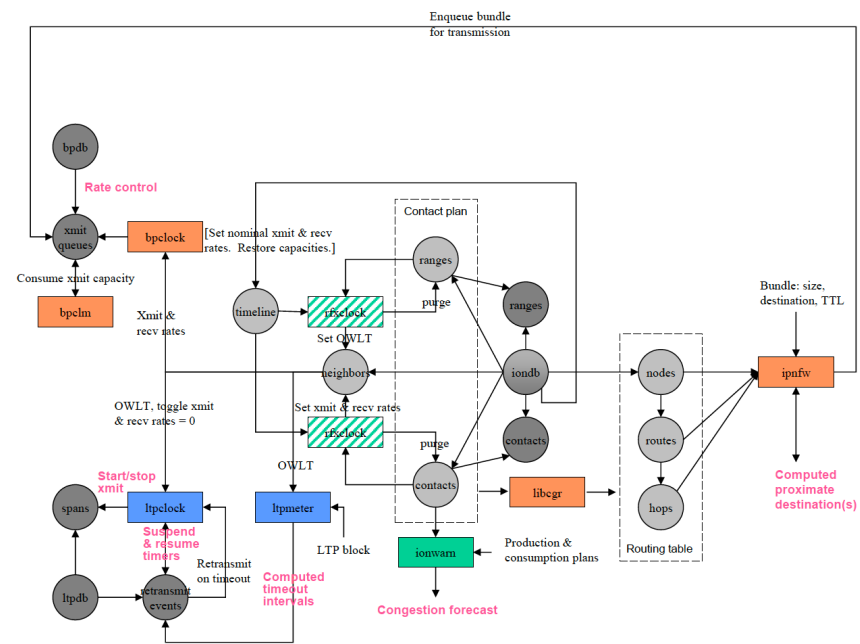 Enqueue bundle
for transmission
bpdb
Rate control
xmit
queues
bpclock
[Set nominal xmit & recv
rates.  Restore capacities.]
Consume xmit capacity
bpclm
Xmit &
recv rates
Contact plan
ranges
purge
timeline
rfxclock
Set OWLT
ranges
neighbors
iondb
Set xmit & recv rates
rfxclock
purge
contacts
contacts
OWLT, toggle xmit
& recv rates = 0
OWLT
Bundle: size,
destination, TTL
nodes
ipnfw
routes
hops
Routing table
Computed
proximate
destination(s)
libcgr
Start/stop
xmit
spans
ltpclock
ltpmeter
LTP block
Suspend
& resume
timers
Retransmit
on timeout
ltpdb
retransmit
events
Computed
timeout
intervals
ionwarn
Production &
consumption plans
Congestion forecast